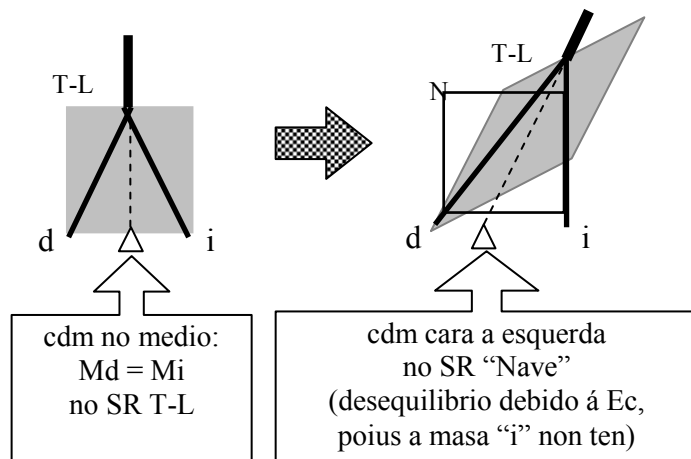 T-L
T-L
N
d
i
d
i
cdm no medio:
Md = Mi
no SR T-L
cdm cara a esquerda
no SR “Nave”
(desequilibrio debido á Ec,
poius a masa “i” non ten)